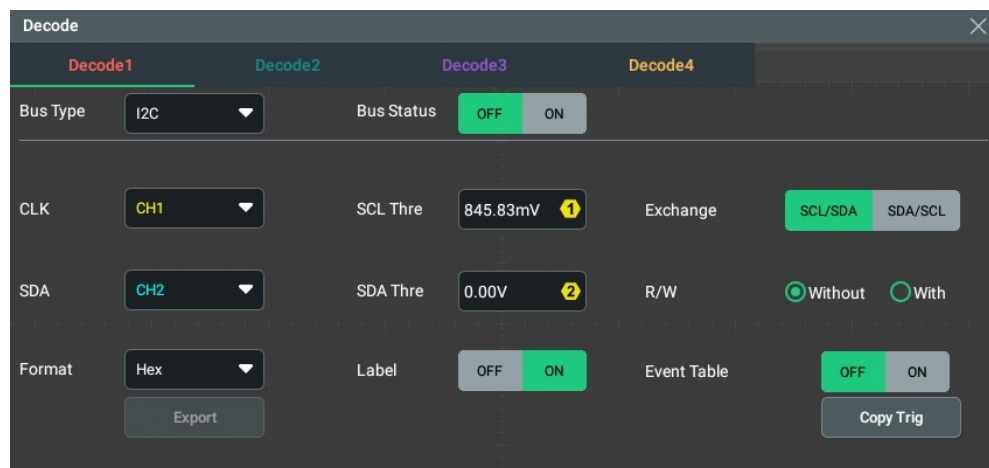 Decode
Decode1 Decode2 Decode3 Decode4
Bus Type I2C Bus Status OFF ON
CLK CH1 SCL Thre 845.83mV 1 Exchange SCL/SDA SDA/SCL
SDA CH2 SDA Thre 0.00V 2 R/W Without With
Format Hex Label OFF ON Event Table OFF ON
Export Copy Trig